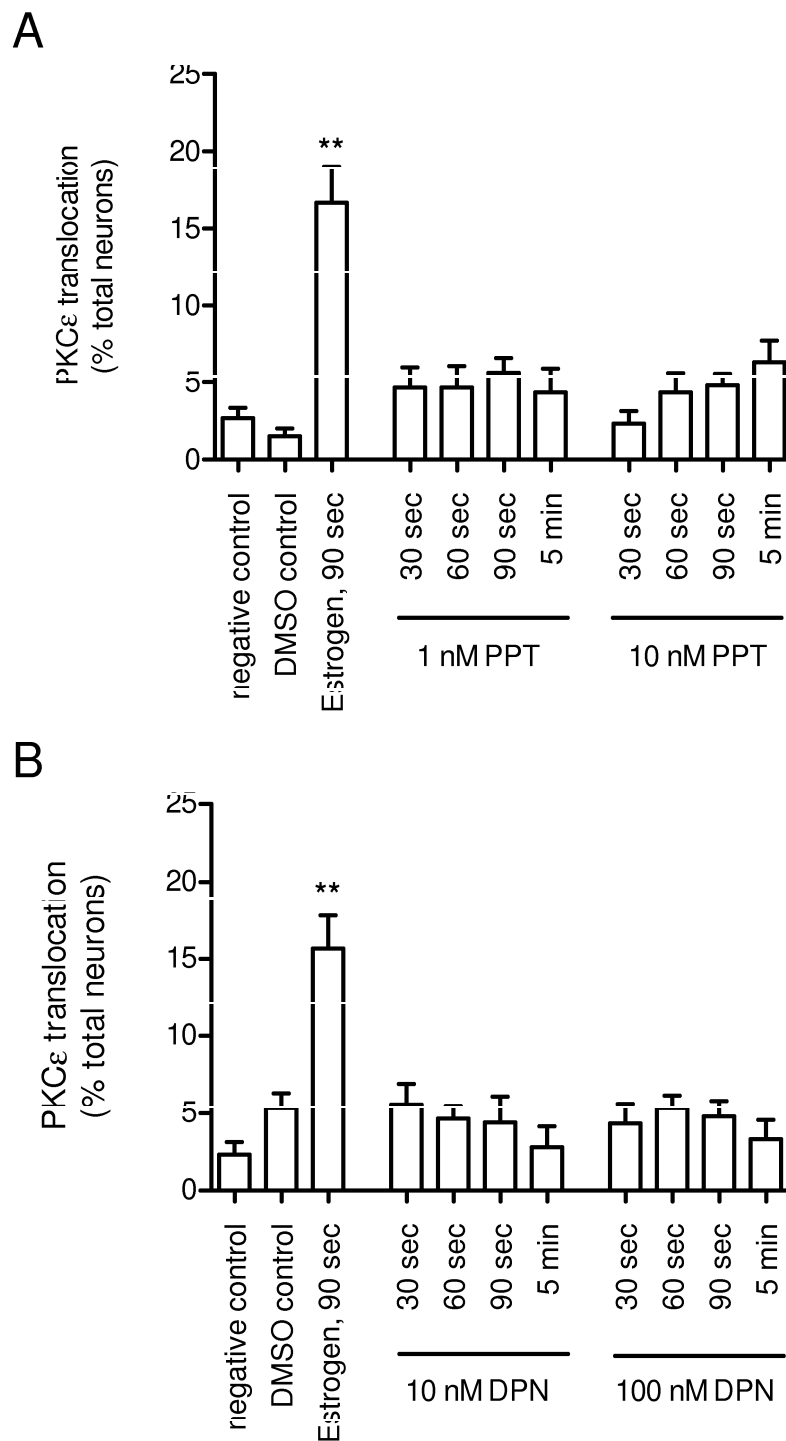 A
PKCε translocation
(% total neurons)
25
20
15
10
5
0
**
negative control
DMSO control
Estrogen, 90 sec
30 sec
60 sec
90 sec
5 min
30 sec
60 sec
90 sec
5 min
1 nM PPT
10 nM PPT
B
PKCε translocation
(% total neurons)
25
20
15
10
5
0
**
negative control
DMSO control
Estrogen, 90 sec
30 sec
60 sec
90 sec
5 min
30 sec
60 sec
90 sec
5 min
10 nM DPN
100 nM DPN